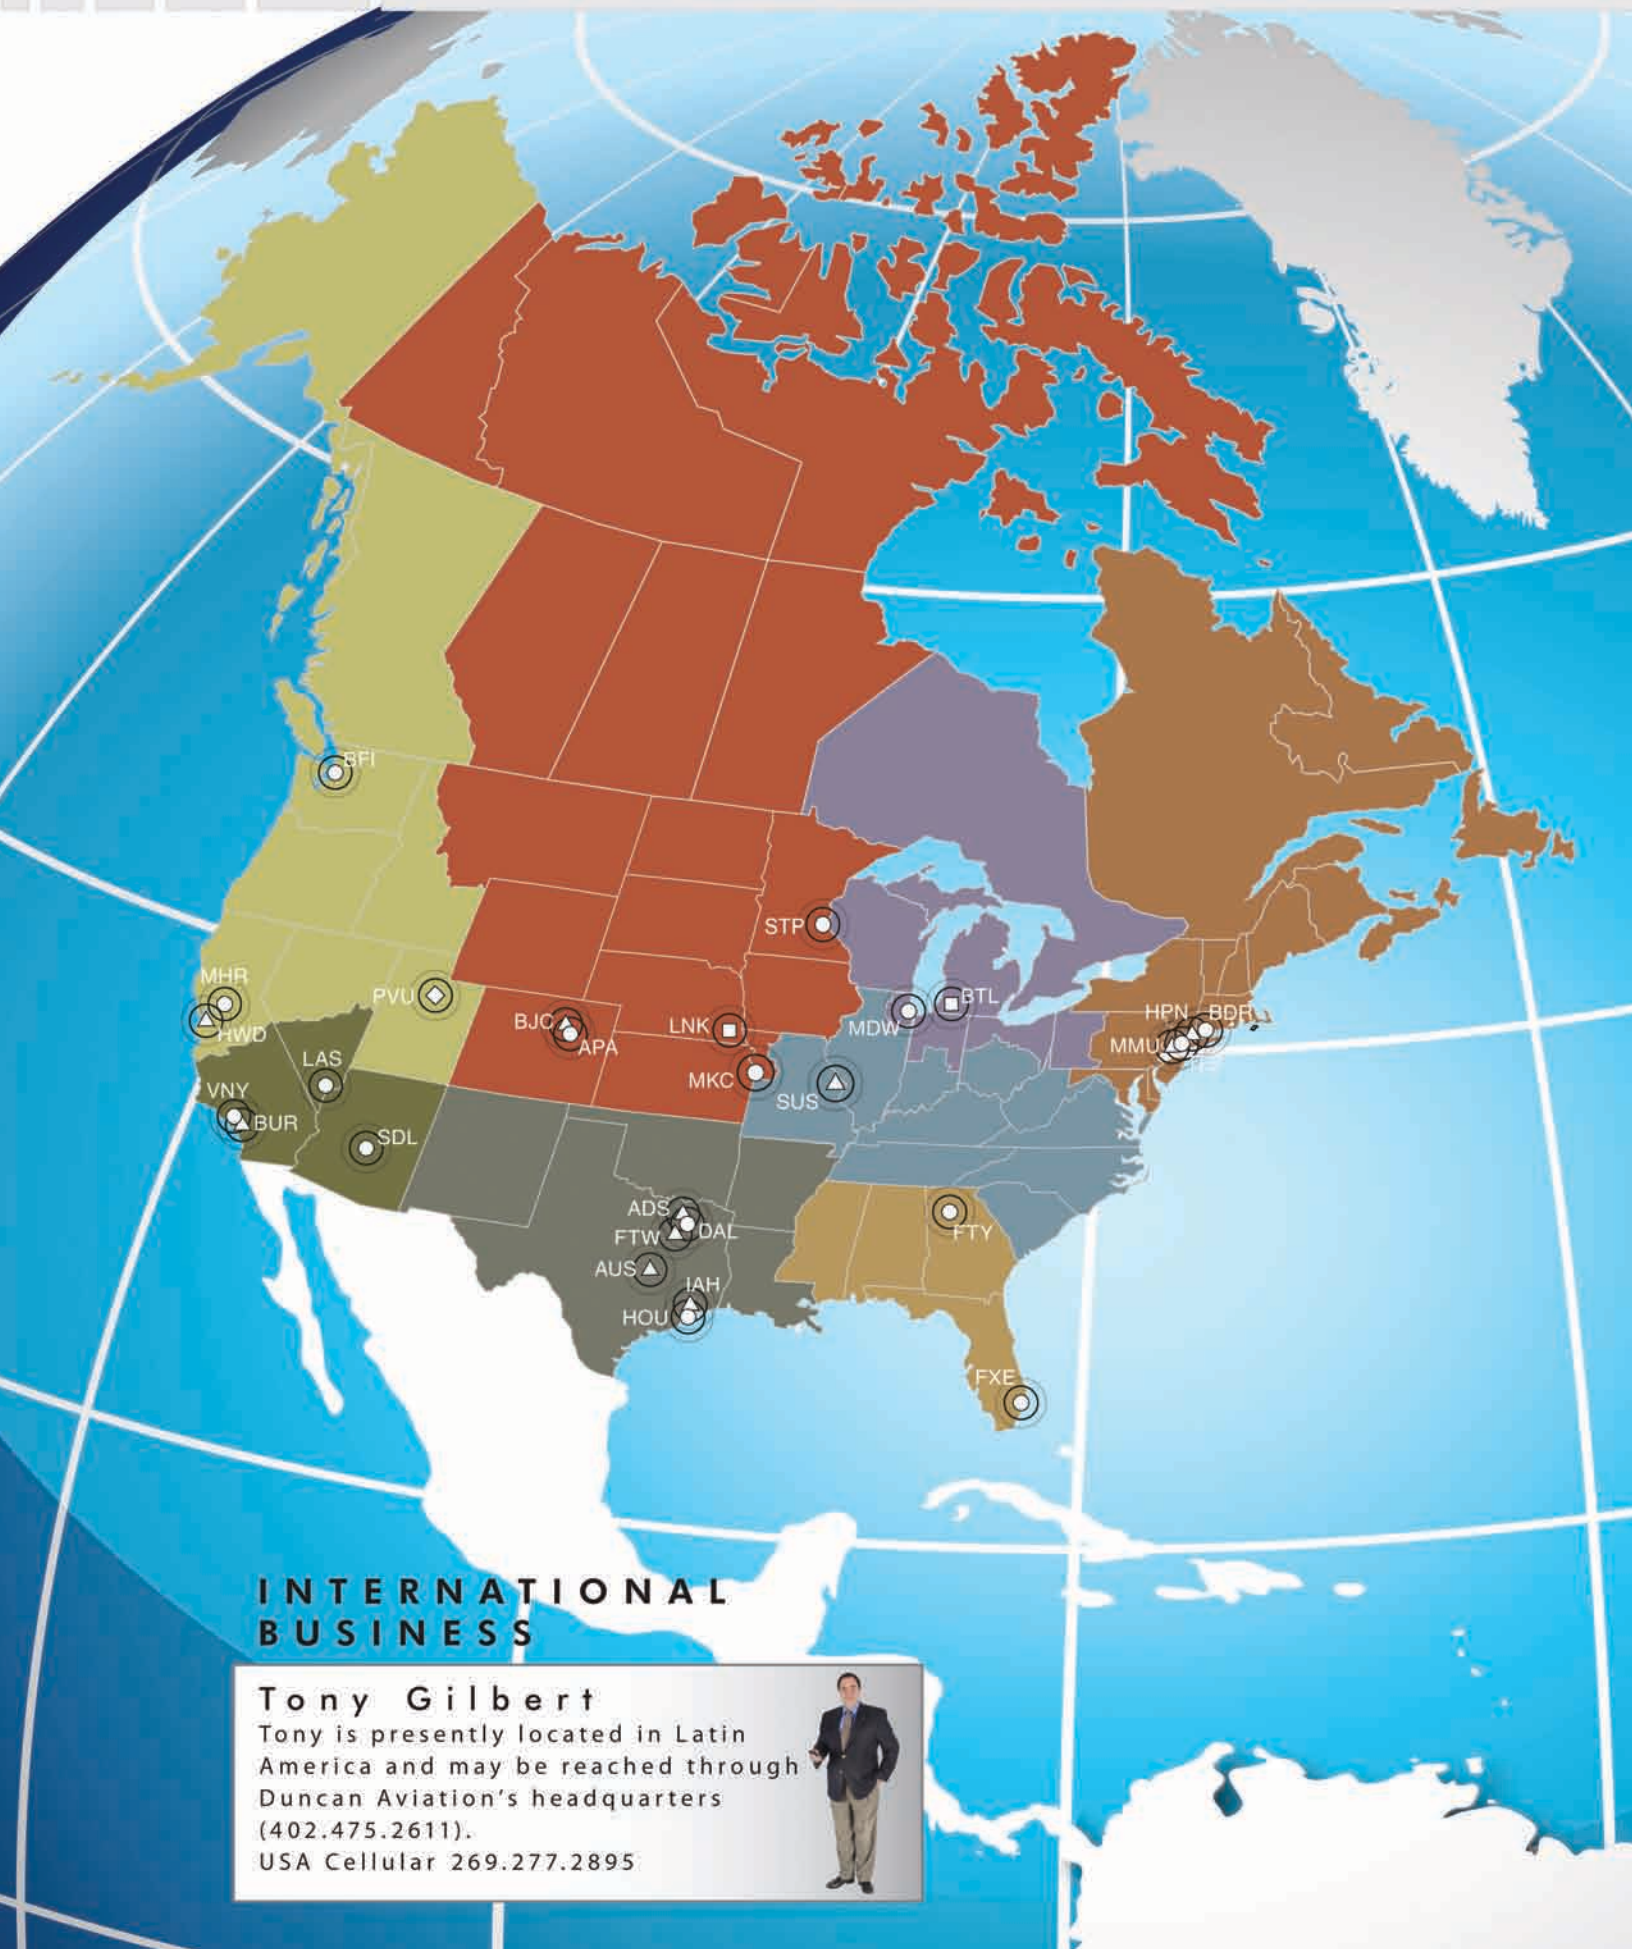 BFI
STP
MHR
PVU
BTL
HWD
BJC
LNK
MDW
HPN
BDR
APA
MMU
LAS
MKC
VNY
SUS
BUR
SDL
ADS
FTW
DAL
FTY
AUS
IAH
HOU
FXE
INTERNATIONAL
BUSINESS
Tony Gilbert
Tony is presently located in Latin
America and may be reached through
Duncan Aviation's headquarters
(402.475.2611).
USA Cellular 269.277.2895